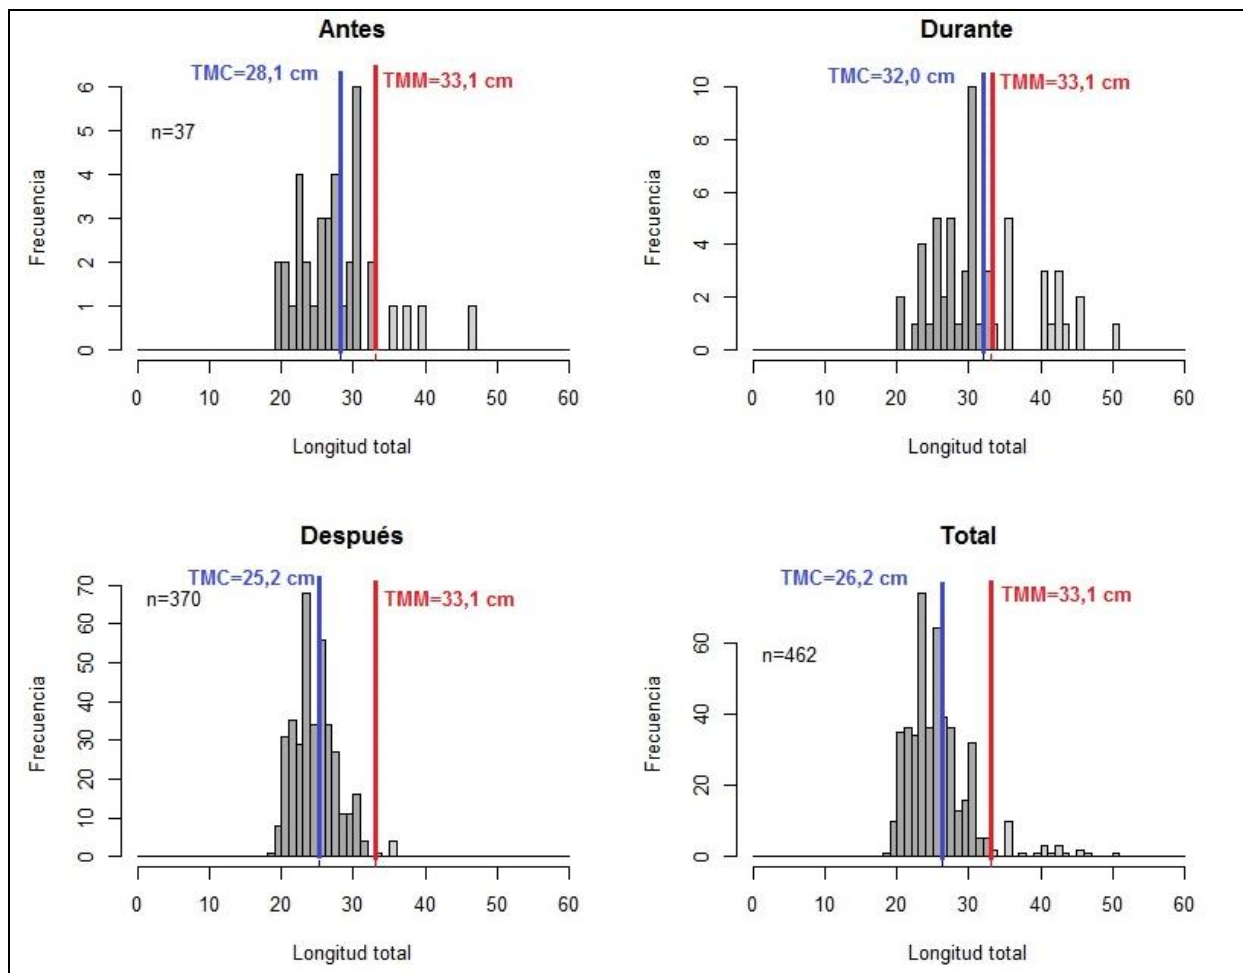 Antes
TMC=28,1 cm
TMM=33,1 cm
n=37
Frecuencia
0 1 2 3 4 5 6
0 10 20 30 40 50 60
Longitud total
Durante
TMC=32,0 cm
TMM=33,1 cm
Frecuencia
0 2 4 6 8 10
0 10 20 30 40 50 60
Longitud total
Después
TMC=25,2 cm
TMM=33,1 cm
n=370
Frecuencia
0 10 20 30 40 50 60 70
0 10 20 30 40 50 60
Longitud total
Total
TMC=26,2 cm
TMM=33,1 cm
n=462
Frecuencia
0 20 40 60
0 10 20 30 40 50 60
Longitud total